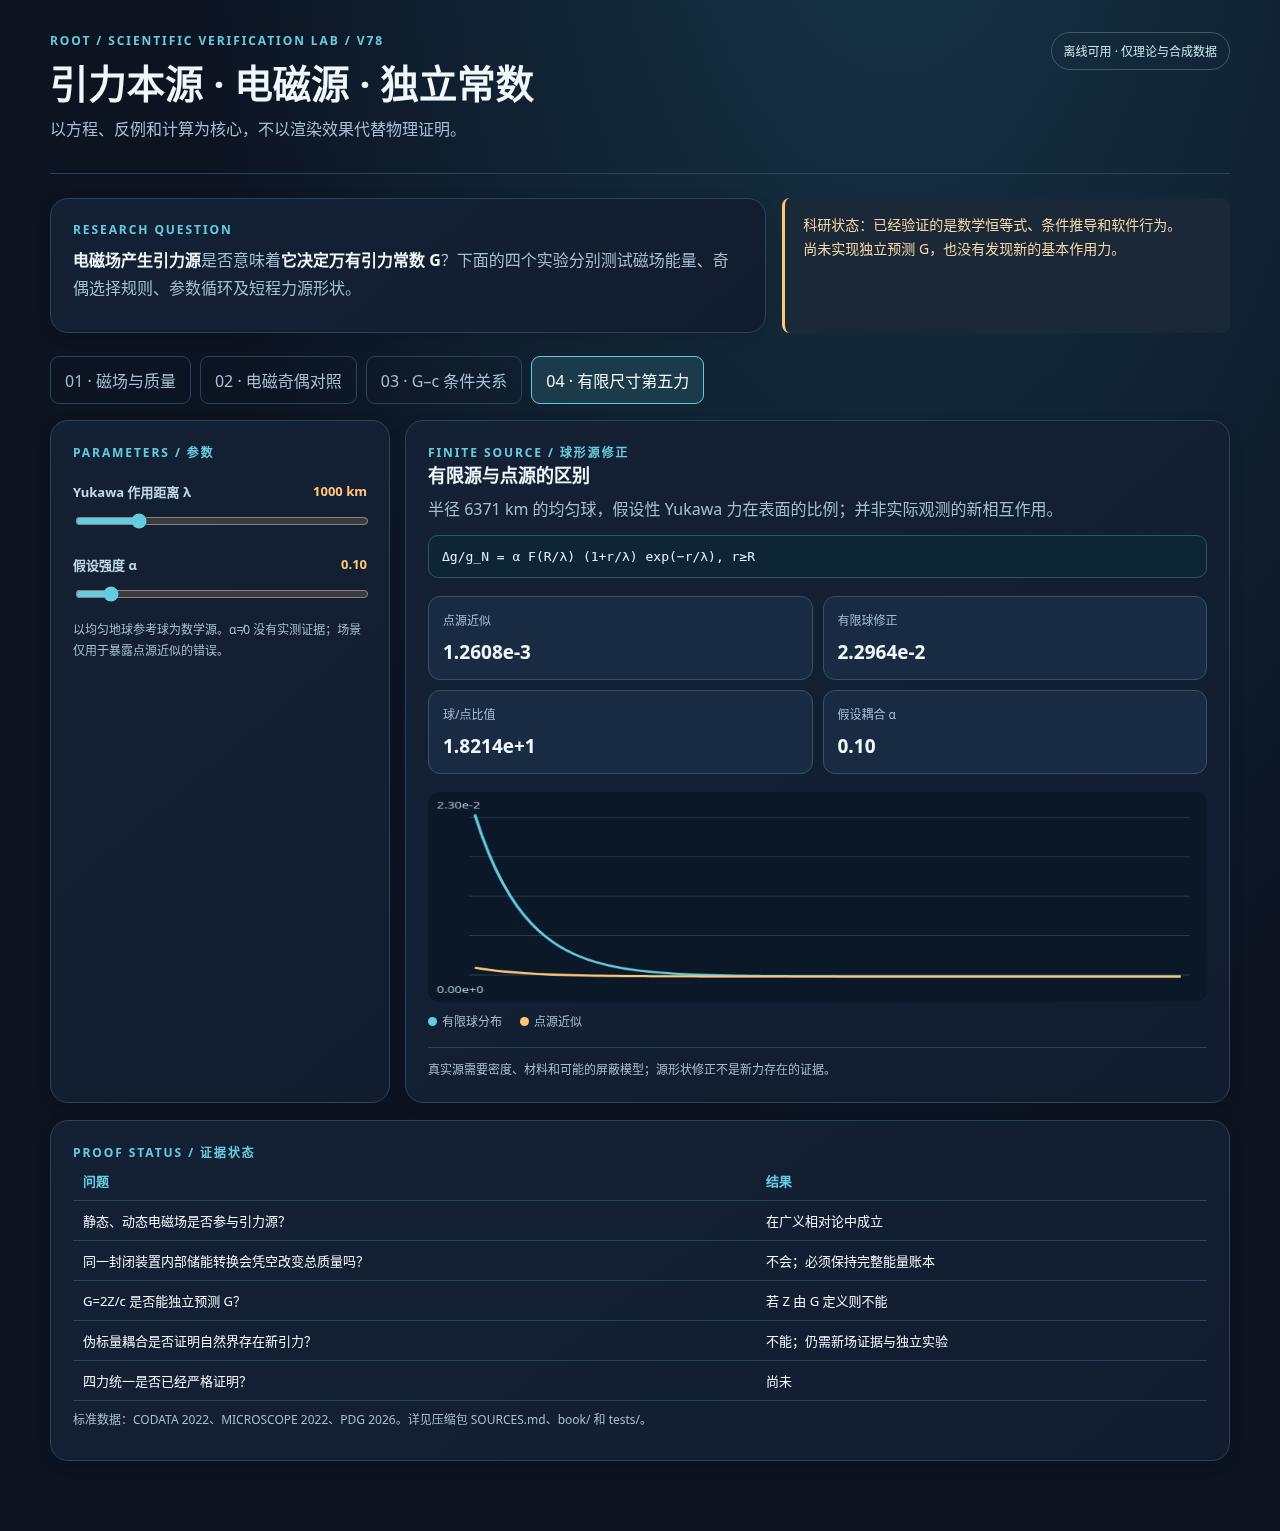 ROOT / SCIENTIFIC VERIFICATION LAB / V78
引力本源 · 电磁源 · 独立常数
以方程、反例和计算为核心，不以渲染效果代替物理证明。
离线可用 · 仅理论与合成数据
RESEARCH QUESTION
电磁场产生引力源是否意味着它决定万有引力常数 G？下面的四个实验分别测试磁场能量、奇
偶选择规则、参数循环及短程力源形状。
科研状态：已经验证的是数学恒等式、条件推导和软件行为。
尚未实现独立预测 G，也没有发现新的基本作用力。
01 · 磁场与质量
02 · 电磁奇偶对照
03 · G–c 条件关系
04 · 有限尺寸第五力
PARAMETERS / 参数
Yukawa 作用距离 λ
1000 km
假设强度 α
0.10
以均匀地球参考球为数学源。α≠0 没有实测证据；场景
仅用于暴露点源近似的错误。
FINITE SOURCE / 球形源修正
有限源与点源的区别
半径 6371 km 的均匀球，假设性 Yukawa 力在表面的比例；并非实际观测的新相互作用。
Δg/g_N = α F(R/λ) (1+r/λ) exp(−r/λ), r≥R
点源近似
1.2608e-3
有限球修正
2.2964e-2
球/点比值
1.8214e+1
假设耦合 α
0.10
2.30e-2
0.00e+0
有限球分布
点源近似
真实源需要密度、材料和可能的屏蔽模型；源形状修正不是新力存在的证据。
PROOF STATUS / 证据状态
问题
结果
静态、动态电磁场是否参与引力源？
在广义相对论中成立
同一封闭装置内部储能转换会凭空改变总质量吗？
不会；必须保持完整能量账本
G=2Z/c 是否能独立预测 G？
若 Z 由 G 定义则不能
伪标量耦合是否证明自然界存在新引力？
不能；仍需新场证据与独立实验
四力统一是否已经严格证明？
尚未
标准数据：CODATA 2022、MICROSCOPE 2022、PDG 2026。详见压缩包 SOURCES.md、book/ 和 tests/。